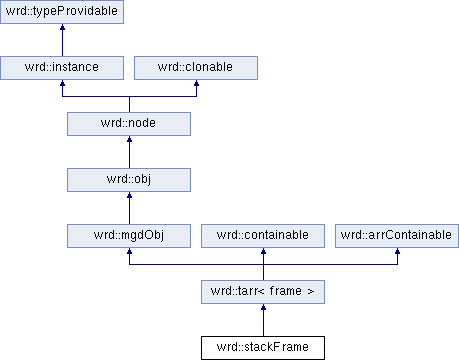 wrd::typeProvidable
wrd::instance
wrd::clonable
wrd::node
wrd::obj
wrd::mgdObj
wrd::containable
wrd::arrContainable
wrd::tarr< frame >
wrd::stackFrame